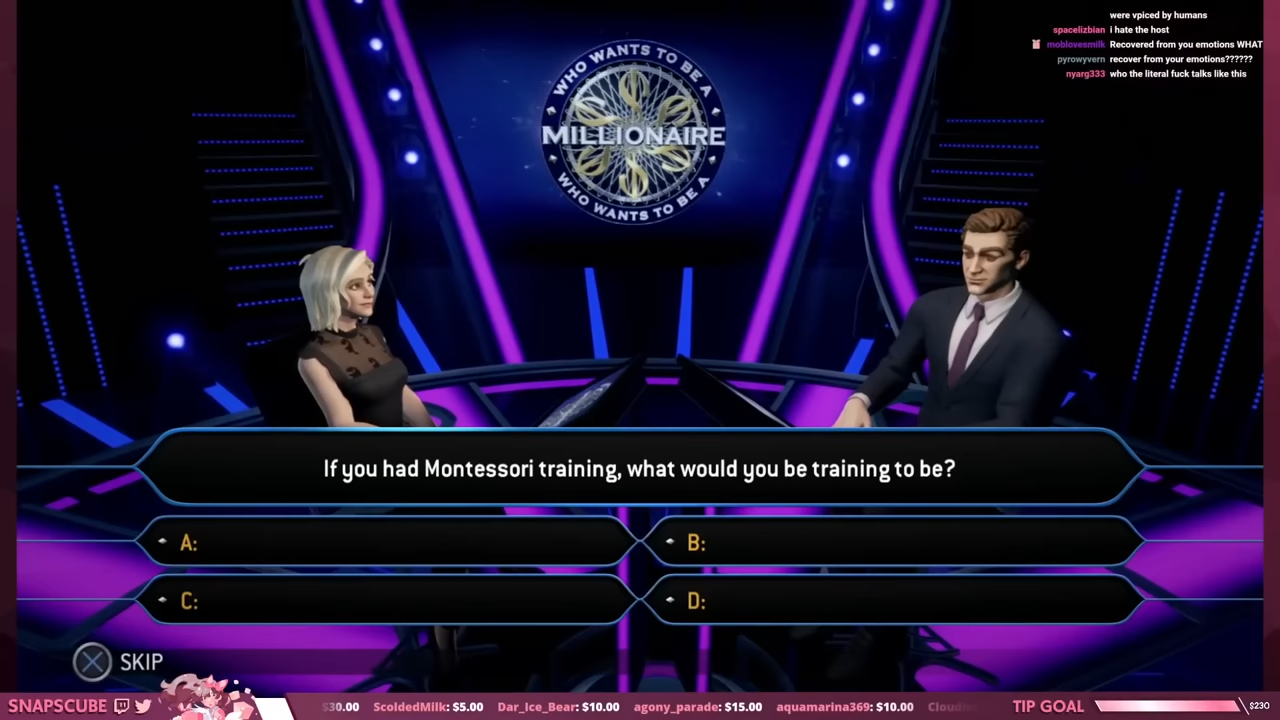 were vpiced by humans
spacelizbian i hate the host
moblovesmilk Recovered from you emotions WHAT
pyrowyvern recover from your emotions??????
nyarg333 who the literal fuck talks like this
WHO WANTS TO BE A
MILLIONAIRE
WHO WANTS TO BE A
If you had Montessori training, what would you be training to be?
A:
B:
C:
D:
SKIP
SNAPSCUBE
$30.00 ScoldedMilk: $5.00 Dar_Ice_Bear: $10.00 agony_parade: $15.00 aquamarina369: $10.00
TIP GOAL
$230